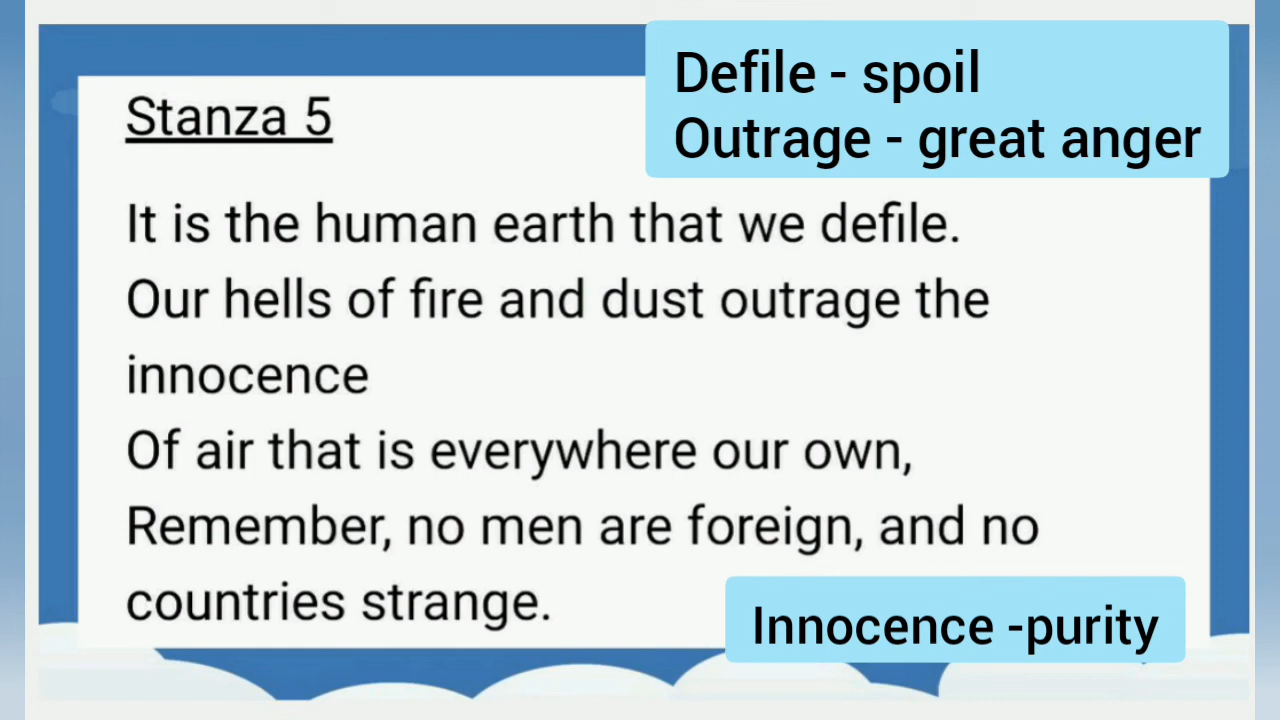 Defile - spoil
Outrage - great anger
Stanza 5
It is the human earth that we defile.
Our hells of fire and dust outrage the
innocence
Of air that is everywhere our own,
Remember, no men are foreign, and no
countries strange.
Innocence -purity